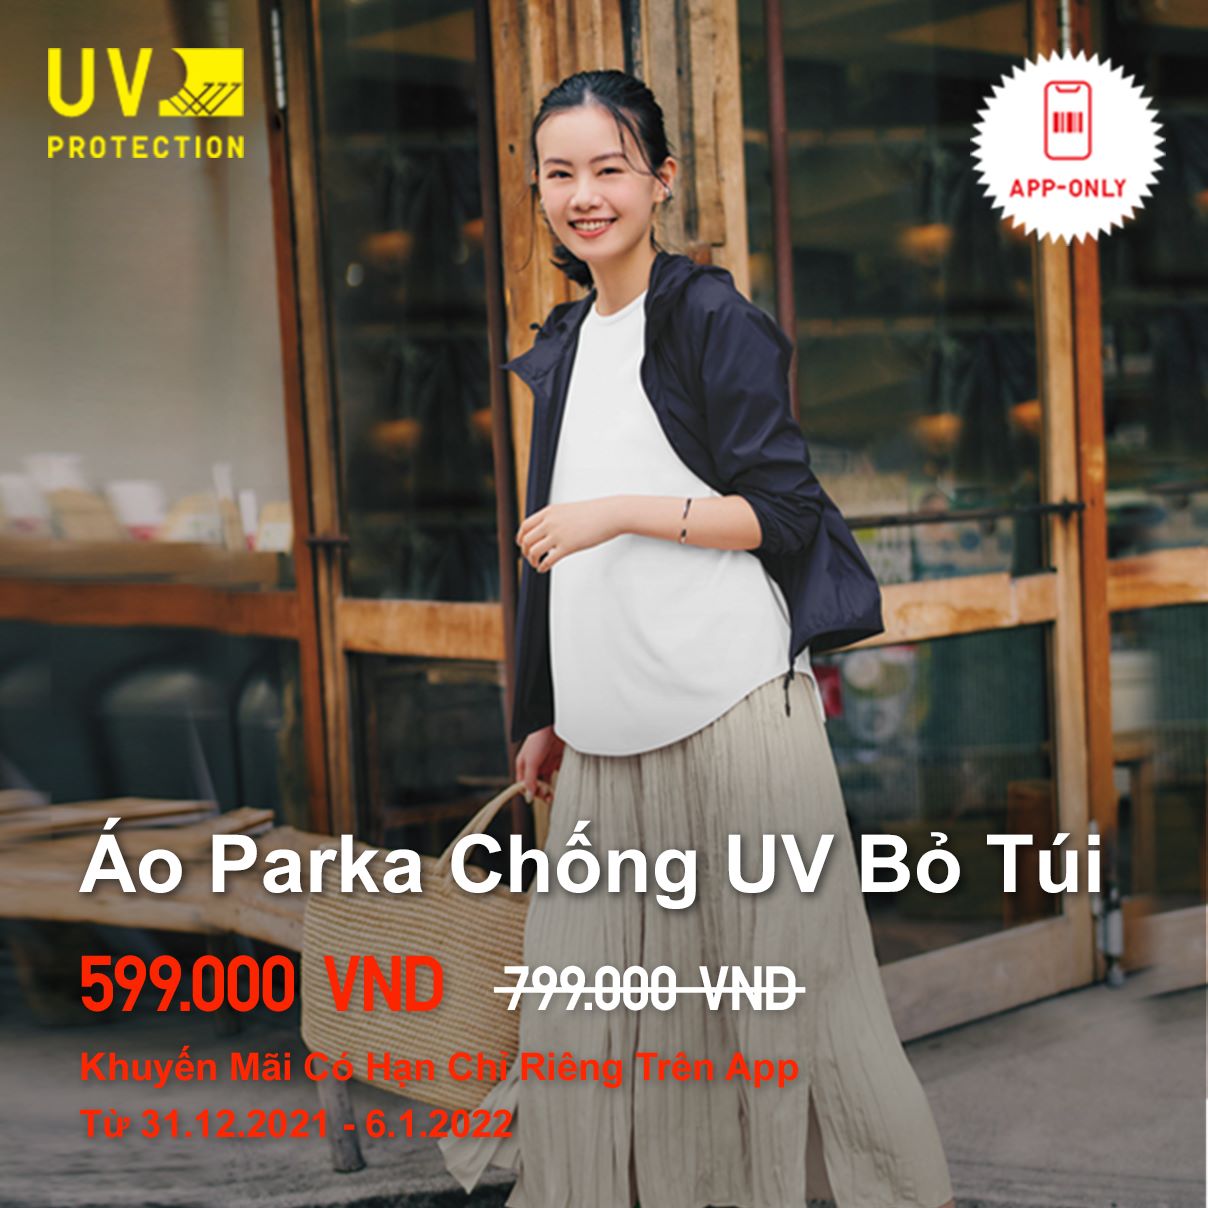 UV
PROTECTION
APP-ONLY
Áo Parka Chống UV Bỏ Túi
599.000 VND 799.000 VND
Khuyến Mãi Có Hạn Chỉ Riêng Trên App
Từ 31.12.2021 - 6.1.2022